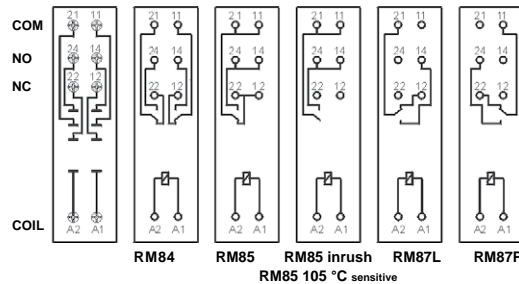 21 11 21 11 21 11 21 11 21 11 21 11
COM
NO
24 14 24 14 24 14 24 14 24 14 24 14
NC
22 12 22 12 22 12 22 12 22 12 22 12
COIL
A2 A1 A2 A1 A2 A1 A2 A1 A2 A1 A2 A1
RM84 RM85 RM85 inrush RM87L RM87P
RM85 105 °C sensitive